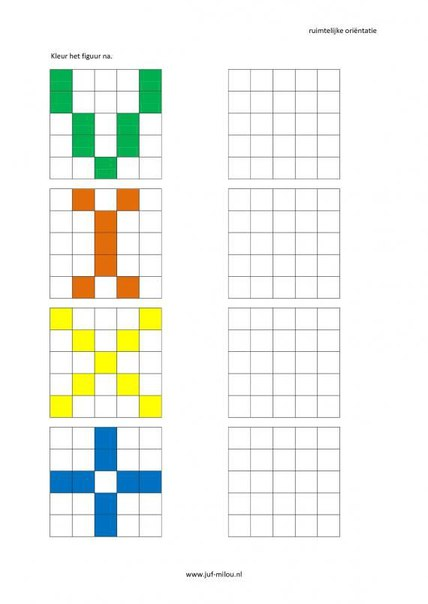 ruimtelijke oriëntatie
Kleur het figuur na.
www.juf-milou.nl